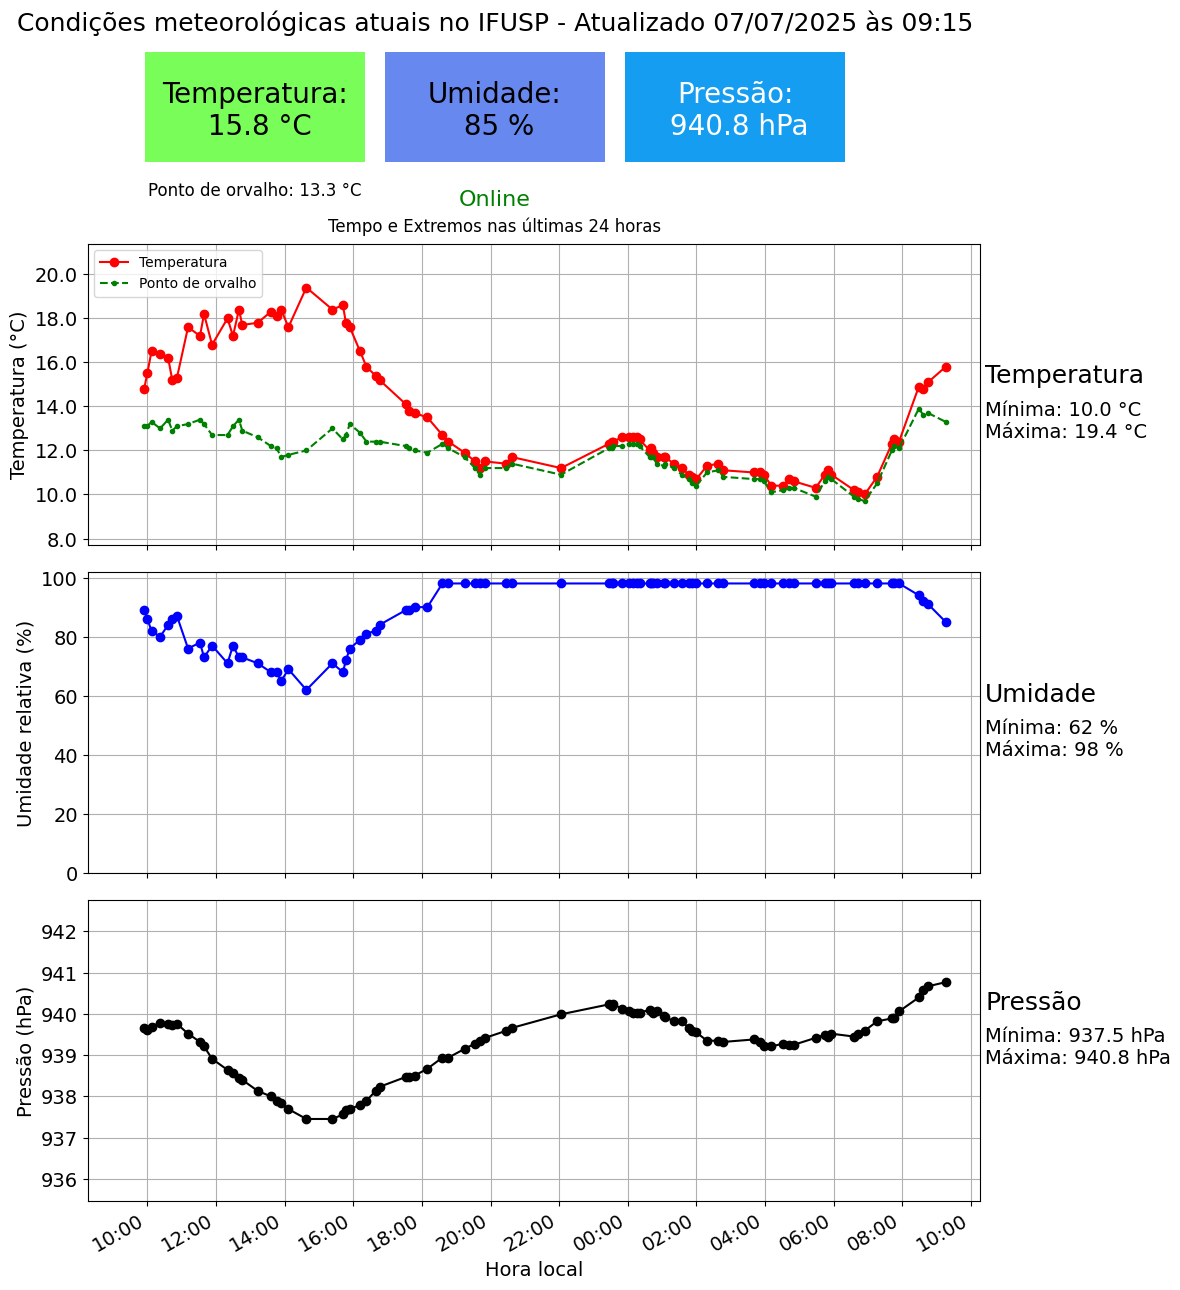 Condições meteorológicas atuais no IFUSP - Atualizado 07/07/2025 às 09:15
Temperatura:
15.8 °C
Umidade:
85 %
Pressão:
940.8 hPa
Ponto de orvalho: 13.3 °C
Online
Tempo e Extremos nas últimas 24 horas
Temperatura
Ponto de orvalho
Temperatura (°C)
20.0
18.0
16.0
14.0
12.0
10.0
8.0
Temperatura
Mínima: 10.0 °C
Máxima: 19.4 °C
Umidade relativa (%)
100
80
60
40
20
0
Umidade
Mínima: 62 %
Máxima: 98 %
Pressão (hPa)
942
941
940
939
938
937
936
Pressão
Mínima: 937.5 hPa
Máxima: 940.8 hPa
10:00 12:00 14:00 16:00 18:00 20:00 22:00 00:00 02:00 04:00 06:00 08:00 10:00
Hora local